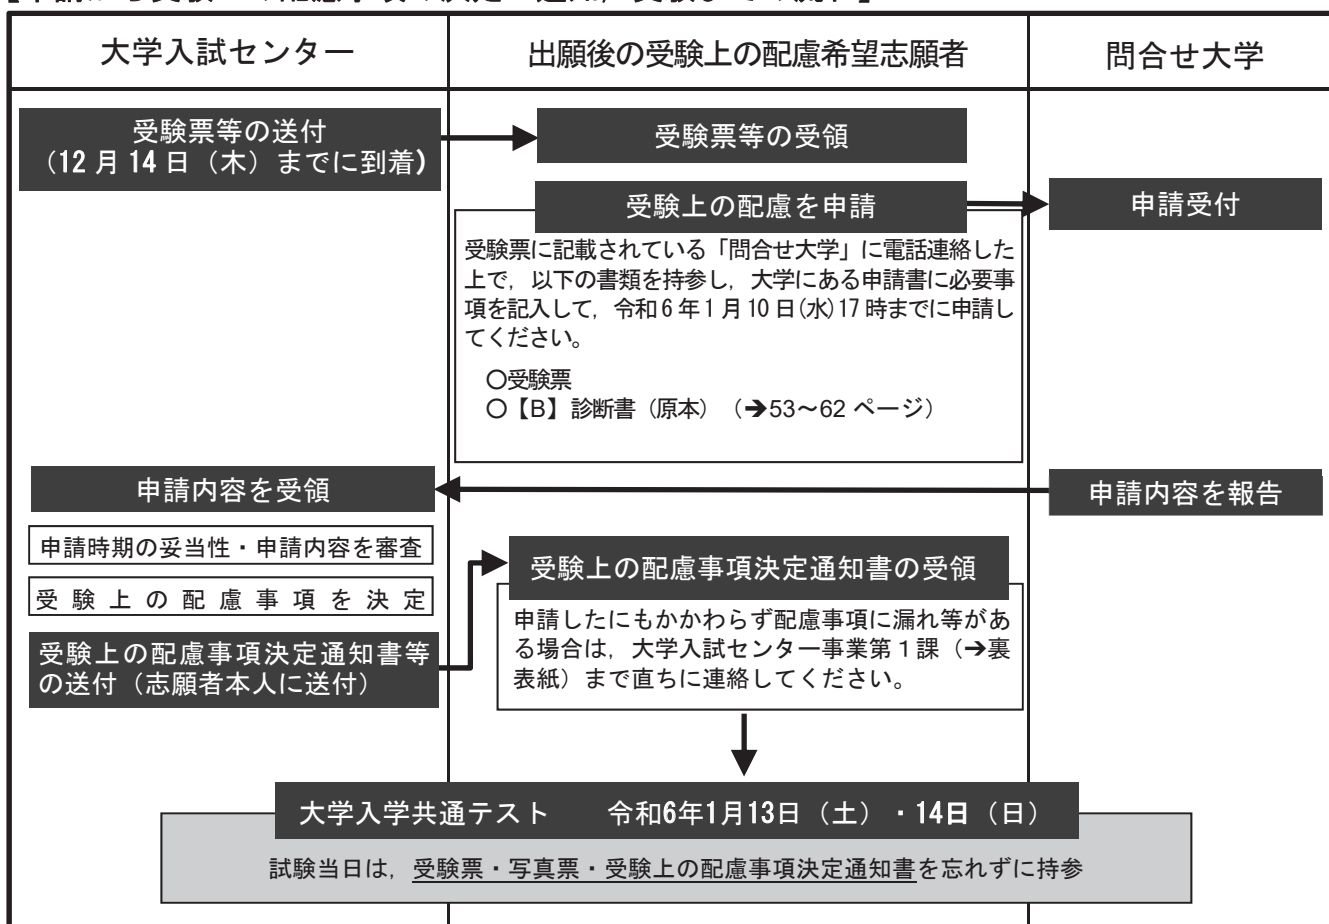 大学入試センター
出願後の受験上の配慮希望志願者
問合せ大学
受験票等の送付
（12月14日（木）までに到着）
受験票等の受領
受験上の配慮を申請
申請受付
受験票に記載されている「問合せ大学」に電話連絡した
上で，以下の書類を持参し，大学にある申請書に必要事
項を記入して，令和6年1月10日(水)17時までに申請し
てください。
○受験票
○【B】診断書（原本）（➔53～62ページ）
申請内容を受領
申請内容を報告
申請時期の妥当性・申請内容を審査
受験上の配慮事項を決定
受験上の配慮事項決定通知書等
の送付（志願者本人に送付）
受験上の配慮事項決定通知書の受領
申請したにもかかわらず配慮事項に漏れ等があ
る場合は，大学入試センター事業第1課（➔裏
表紙）まで直ちに連絡してください。
大学入学共通テスト　　令和6年1月13日（土）・14日（日）
試験当日は，受験票・写真票・受験上の配慮事項決定通知書を忘れずに持参